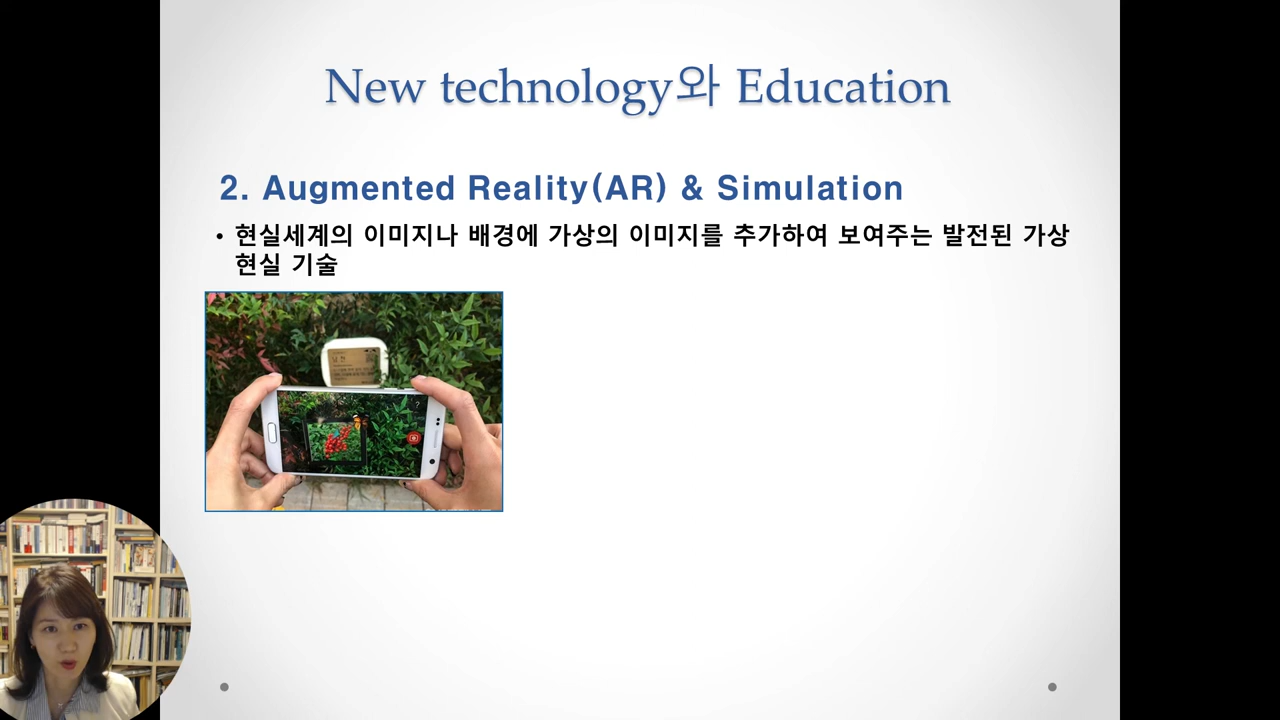 New technology와 Education
2. Augmented Reality(AR) & Simulation
• 현실세계의 이미지나 배경에 가상의 이미지를 추가하여 보여주는 발전된 가상
현실 기술
남천